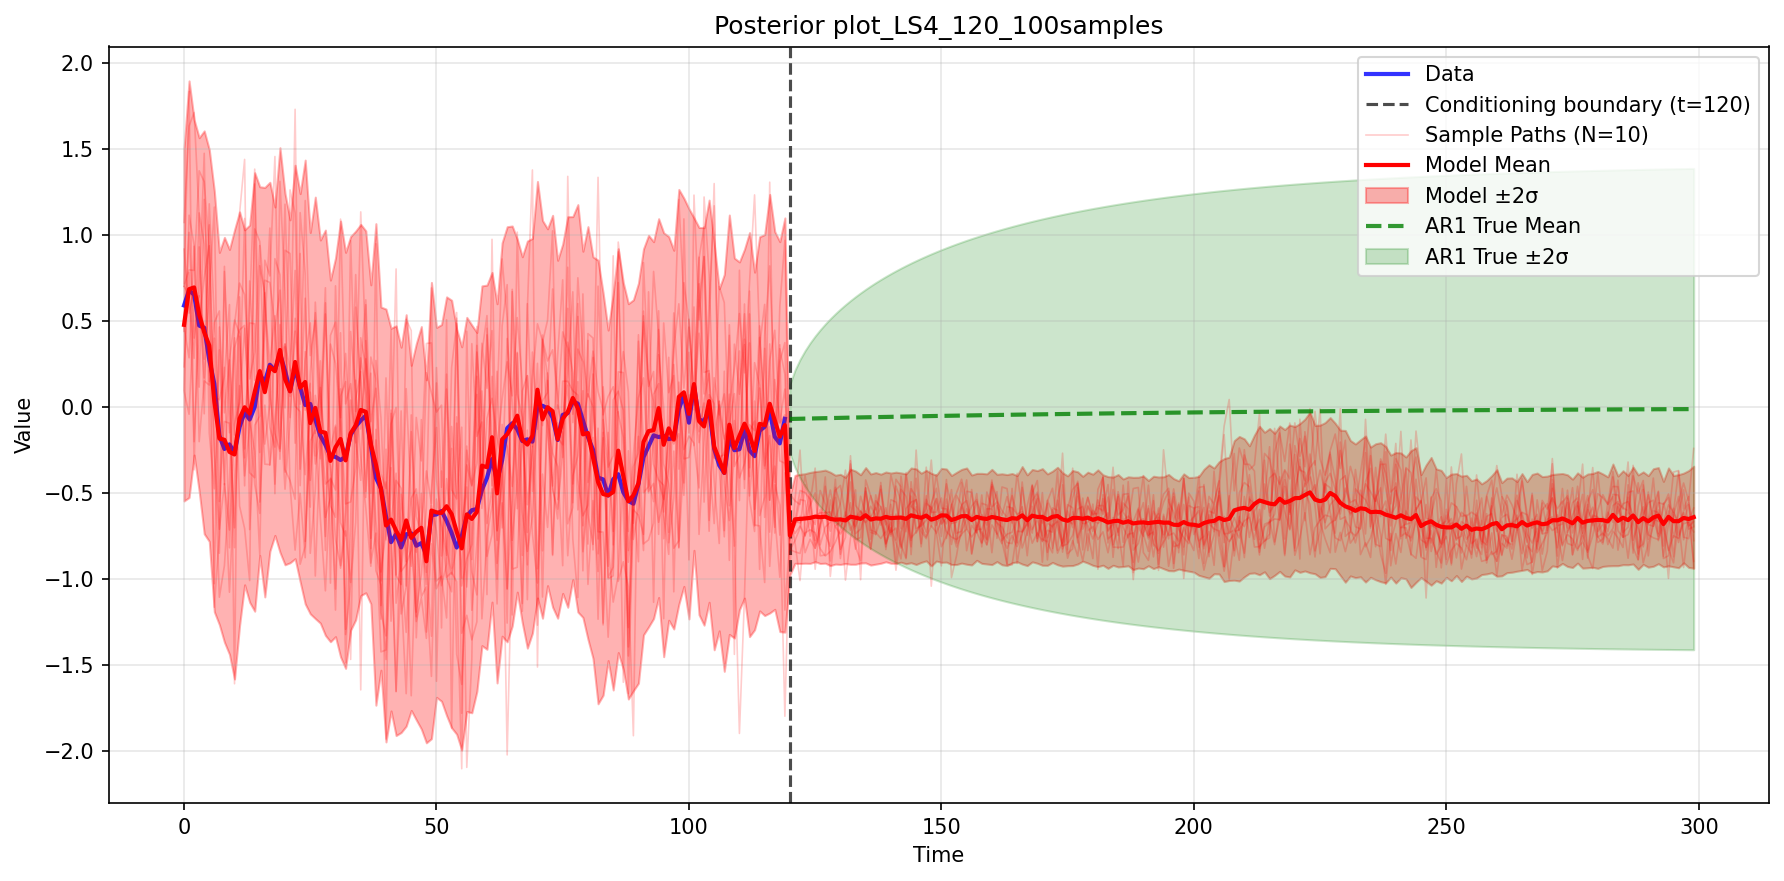 Posterior plot_LS4_120_100samples
Data
Conditioning boundary (t=120)
Sample Paths (N=10)
Model Mean
Model ±2σ
AR1 True Mean
AR1 True ±2σ
Value
2.0
1.5
1.0
0.5
0.0
−0.5
−1.0
−1.5
−2.0
0 50 100 150 200 250 300
Time